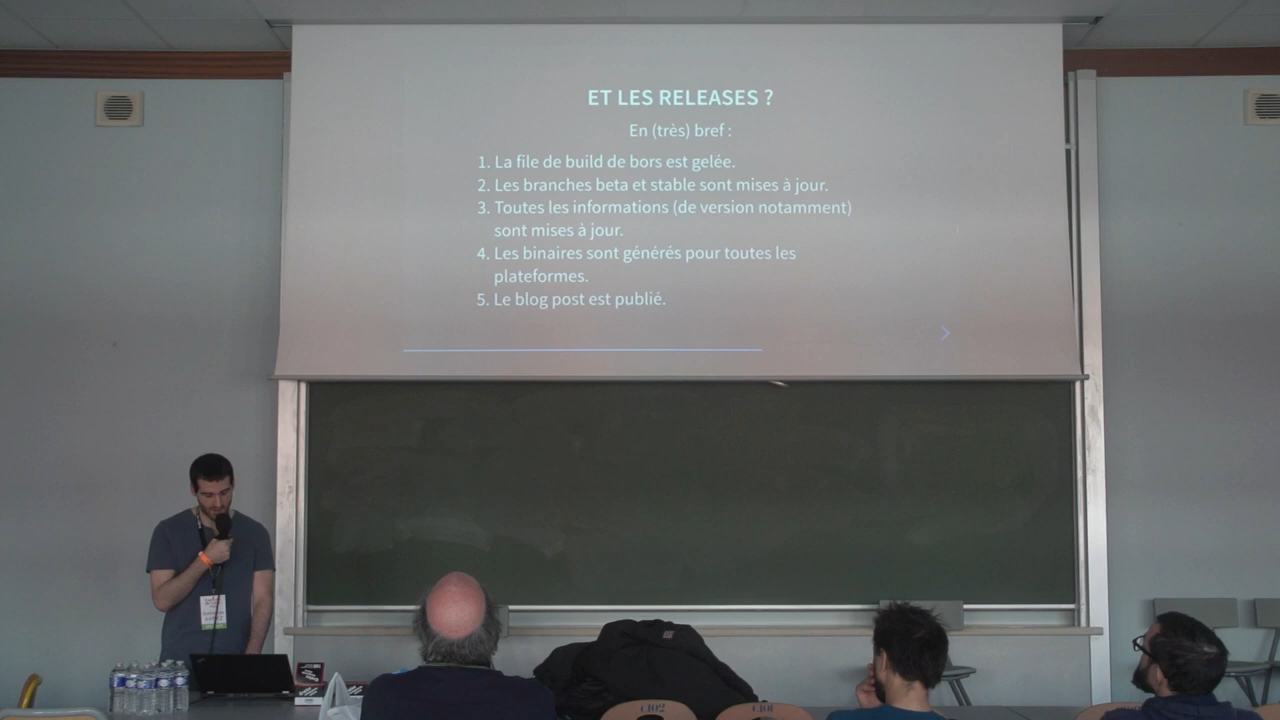 ET LES RELEASES ?
En (très) bref :
1. La file de build de bors est gelée.
2. Les branches beta et stable sont mises à jour.
3. Toutes les informations (de version notamment)
sont mises à jour.
4. Les binaires sont générés pour toutes les
plateformes.
5. Le blog post est publié.